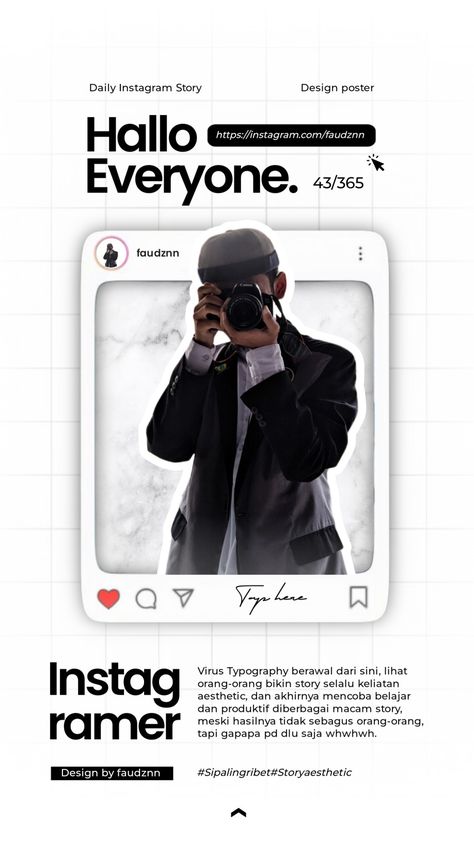 Daily Instagram Story
Design poster
Hallo
https://instagram.com/faudznn
Everyone.
43/365
faudznn
Canon
Tap here
Instag
ramer
Virus Typography berawal dari sini, lihat
orang-orang bikin story selalu keliatan
aesthetic, dan akhirnya mencoba belajar
dan produktif diberbagai macam story,
meski hasilnya tidak sebagus orang-orang,
tapi gapapa pd dlu saja whwhwh.
Design by faudznn
#Sipalingribet#Storyaesthetic